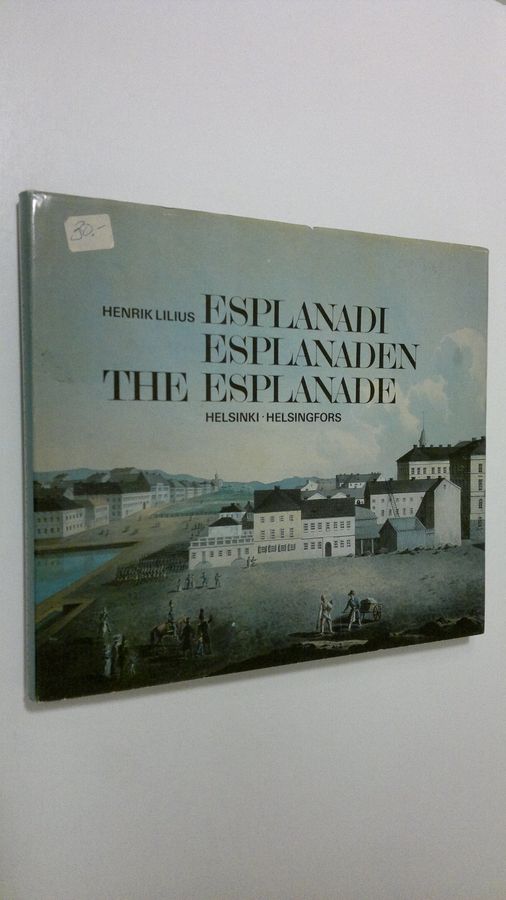 30.-
HENRIK LILIUS ESPLANADI
ESPLANADEN
THE ESPLANADE
HELSINKI · HELSINGFORS